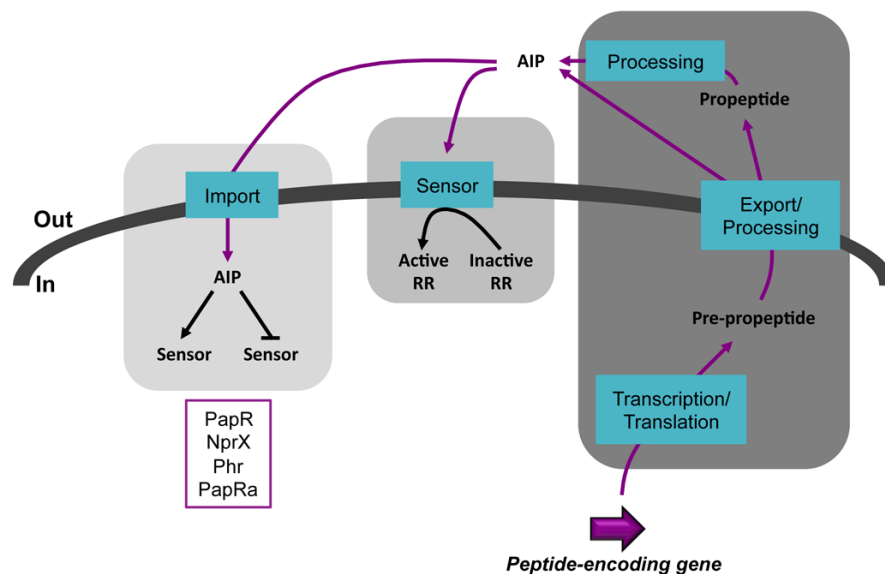 AIP
Processing
Propeptide
Import
Sensor
Export/
Processing
Out
In
AIP
Active
RR
Inactive
RR
Pre-propeptide
Sensor
Sensor
Transcription/
Translation
PapR
NprX
Phr
PapRa
Peptide-encoding gene